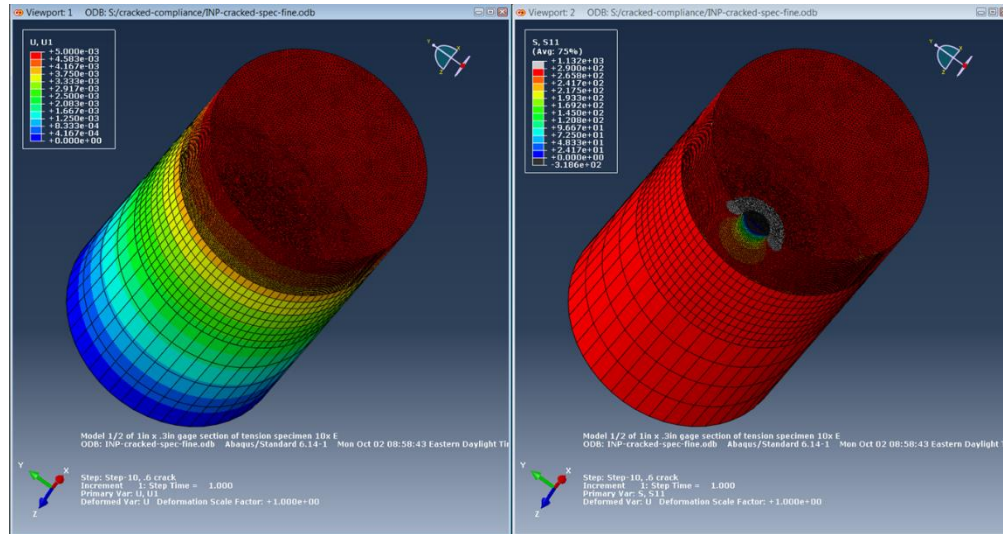 Viewport: 1 ODB: S:/cracked-compliance/INP-cracked-spec-fine.odb
U, U1
+5.000e-03
+4.583e-03
+4.167e-03
+3.750e-03
+3.333e-03
+2.917e-03
+2.500e-03
+2.083e-03
+1.667e-03
+1.250e-03
+8.333e-04
+4.167e-04
+0.000e+00
Y
X
Z
Model 1/2 of 1in x .3in gage section of tension specimen 10x E
ODB: INP-cracked-spec-fine.odb Abaqus/Standard 6.14-1 Mon Oct 02 08:58:43 Eastern Daylight Ti
Y
X
Z
Step: Step-10, .6 crack
Increment 1: Step Time = 1.000
Primary Var: U, U1
Deformed Var: U Deformation Scale Factor: +1.000e+00
Viewport: 2 ODB: S:/cracked-compliance/INP-cracked-spec-fine.odb
S, S11
(Avg: 75%)
+1.132e+03
+2.900e+02
+2.658e+02
+2.417e+02
+2.175e+02
+1.933e+02
+1.692e+02
+1.450e+02
+1.208e+02
+9.667e+01
+7.250e+01
+4.833e+01
+2.417e+01
+0.000e+00
-3.186e+02
Y
X
Z
Model 1/2 of 1in x .3in gage section of tension specimen 10x E
ODB: INP-cracked-spec-fine.odb Abaqus/Standard 6.14-1 Mon Oct 02 08:58:43 Eastern Dayl
Y
X
Z
Step: Step-10, .6 crack
Increment 1: Step Time = 1.000
Primary Var: S, S11
Deformed Var: U Deformation Scale Factor: +1.000e+00